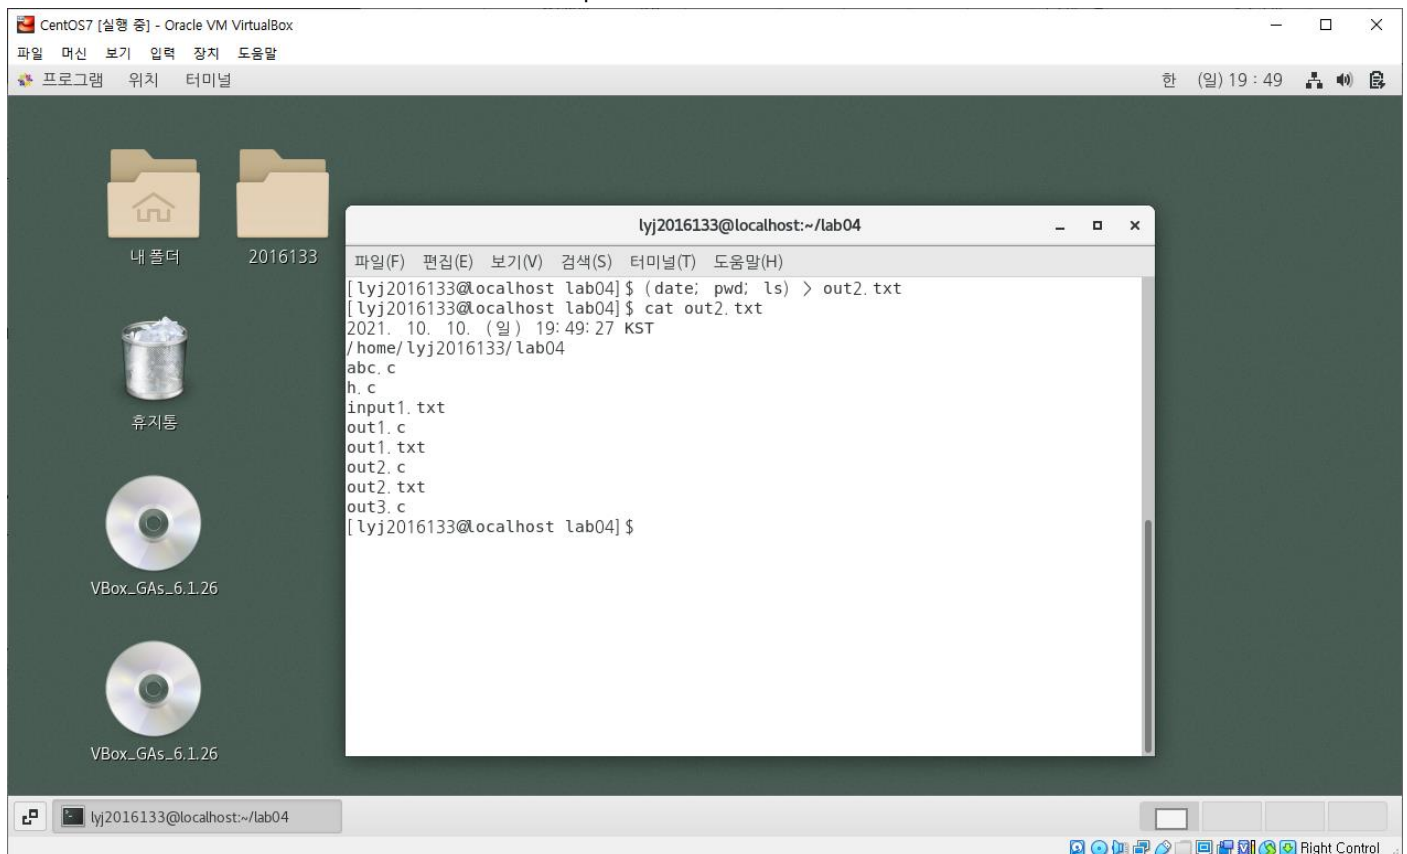 CentOS7 [실행 중] - Oracle VM VirtualBox
파일 머신 보기 입력 장치 도움말
프로그램 위치 터미널 한 (일) 19 : 49
내 폴더 2016133
휴지통
VBox_GAs_6.1.26
VBox_GAs_6.1.26
lyj2016133@localhost:~/lab04
파일(F) 편집(E) 보기(V) 검색(S) 터미널(T) 도움말(H)
[lyj2016133@localhost lab04]$ (date; pwd; ls) > out2.txt
[lyj2016133@localhost lab04]$ cat out2.txt
2021. 10. 10. (일) 19:49:27 KST
/home/lyj2016133/lab04
abc.c
h.c
input1.txt
out1.c
out1.txt
out2.c
out2.txt
out3.c
[lyj2016133@localhost lab04]$
lyj2016133@localhost:~/lab04
Right Control